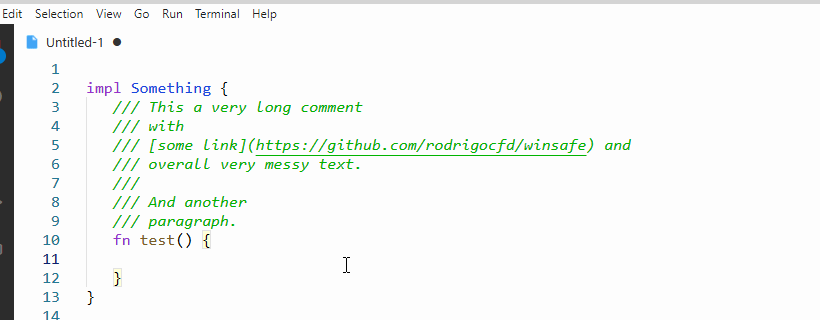 Edit Selection View Go Run Terminal Help
Untitled-1
1
2 impl Something {
3 /// This a very long comment
4 /// with
5 /// [some link](https://github.com/rodrigocfd/winsafe) and
6 /// overall very messy text.
7 ///
8 /// And another
9 /// paragraph.
10 fn test() {
11
12 }
13 }
14